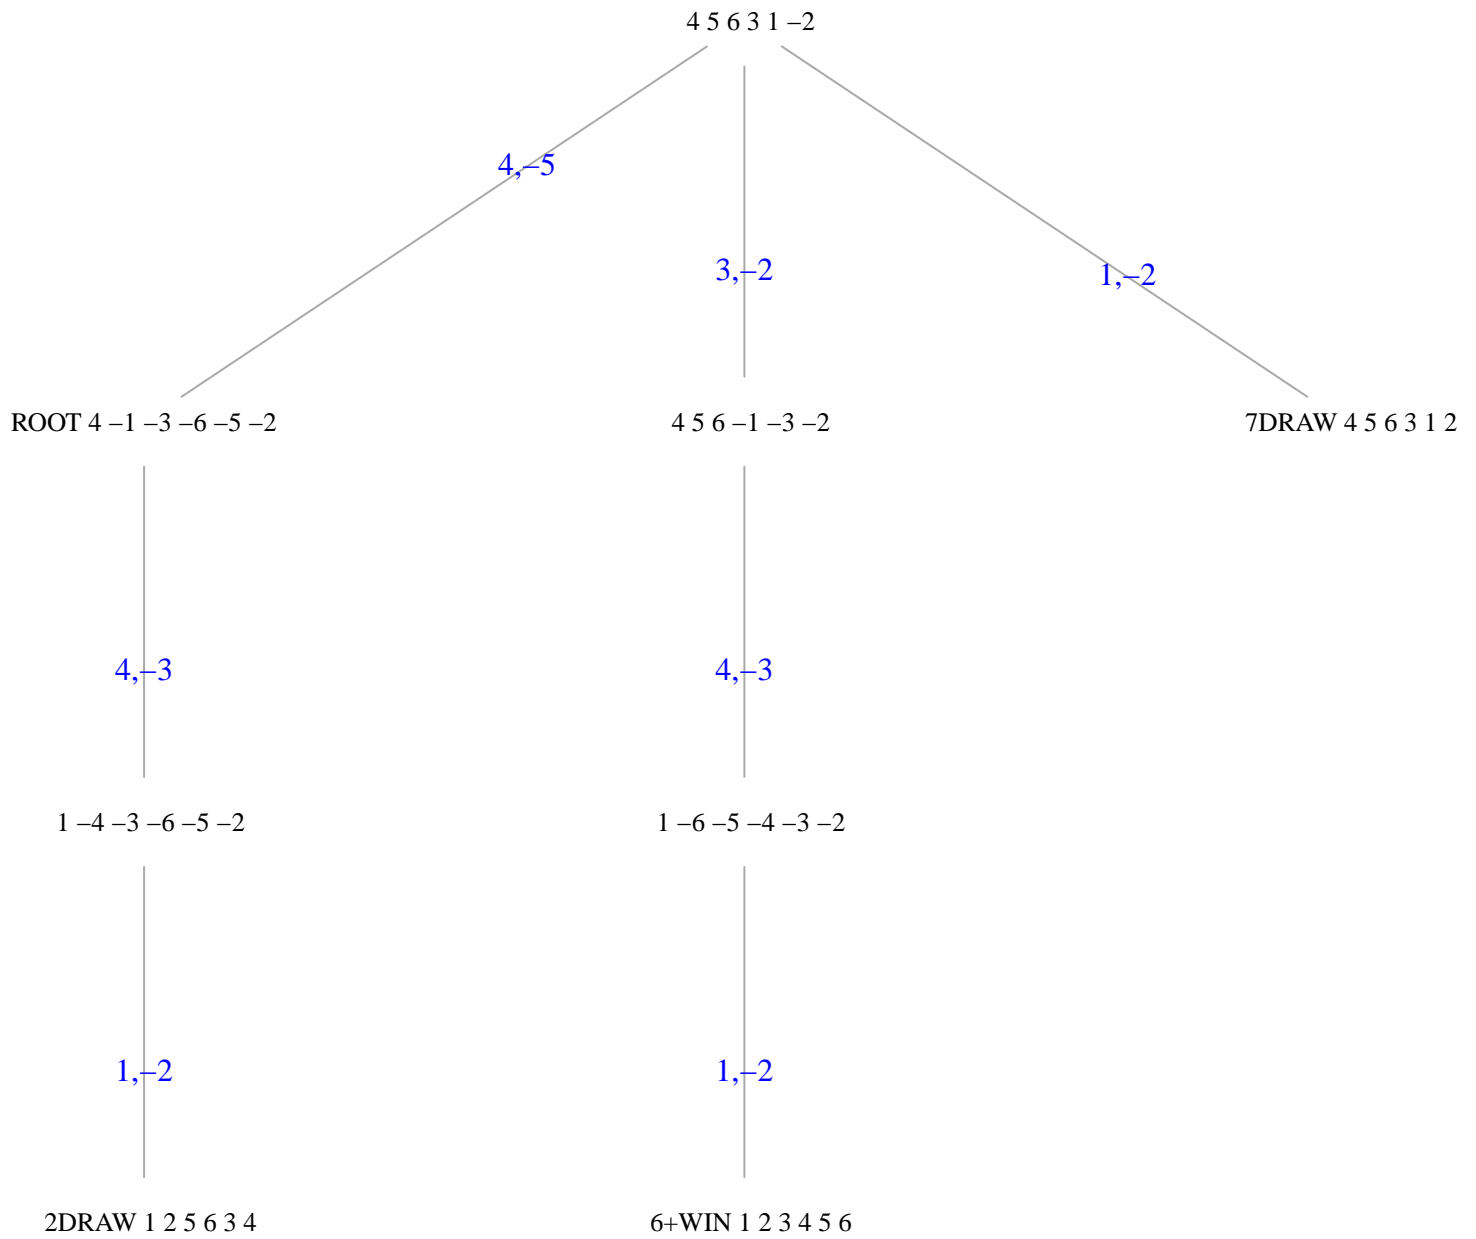 4 5 6 3 1 –2
4,–5
3,–2
1,–2
ROOT 4 –1 –3 –6 –5 –2
4 5 6 –1 –3 –2
7DRAW 4 5 6 3 1 2
4,–3
4,–3
1 –4 –3 –6 –5 –2
1 –6 –5 –4 –3 –2
1,–2
1,–2
2DRAW 1 2 5 6 3 4
6+WIN 1 2 3 4 5 6